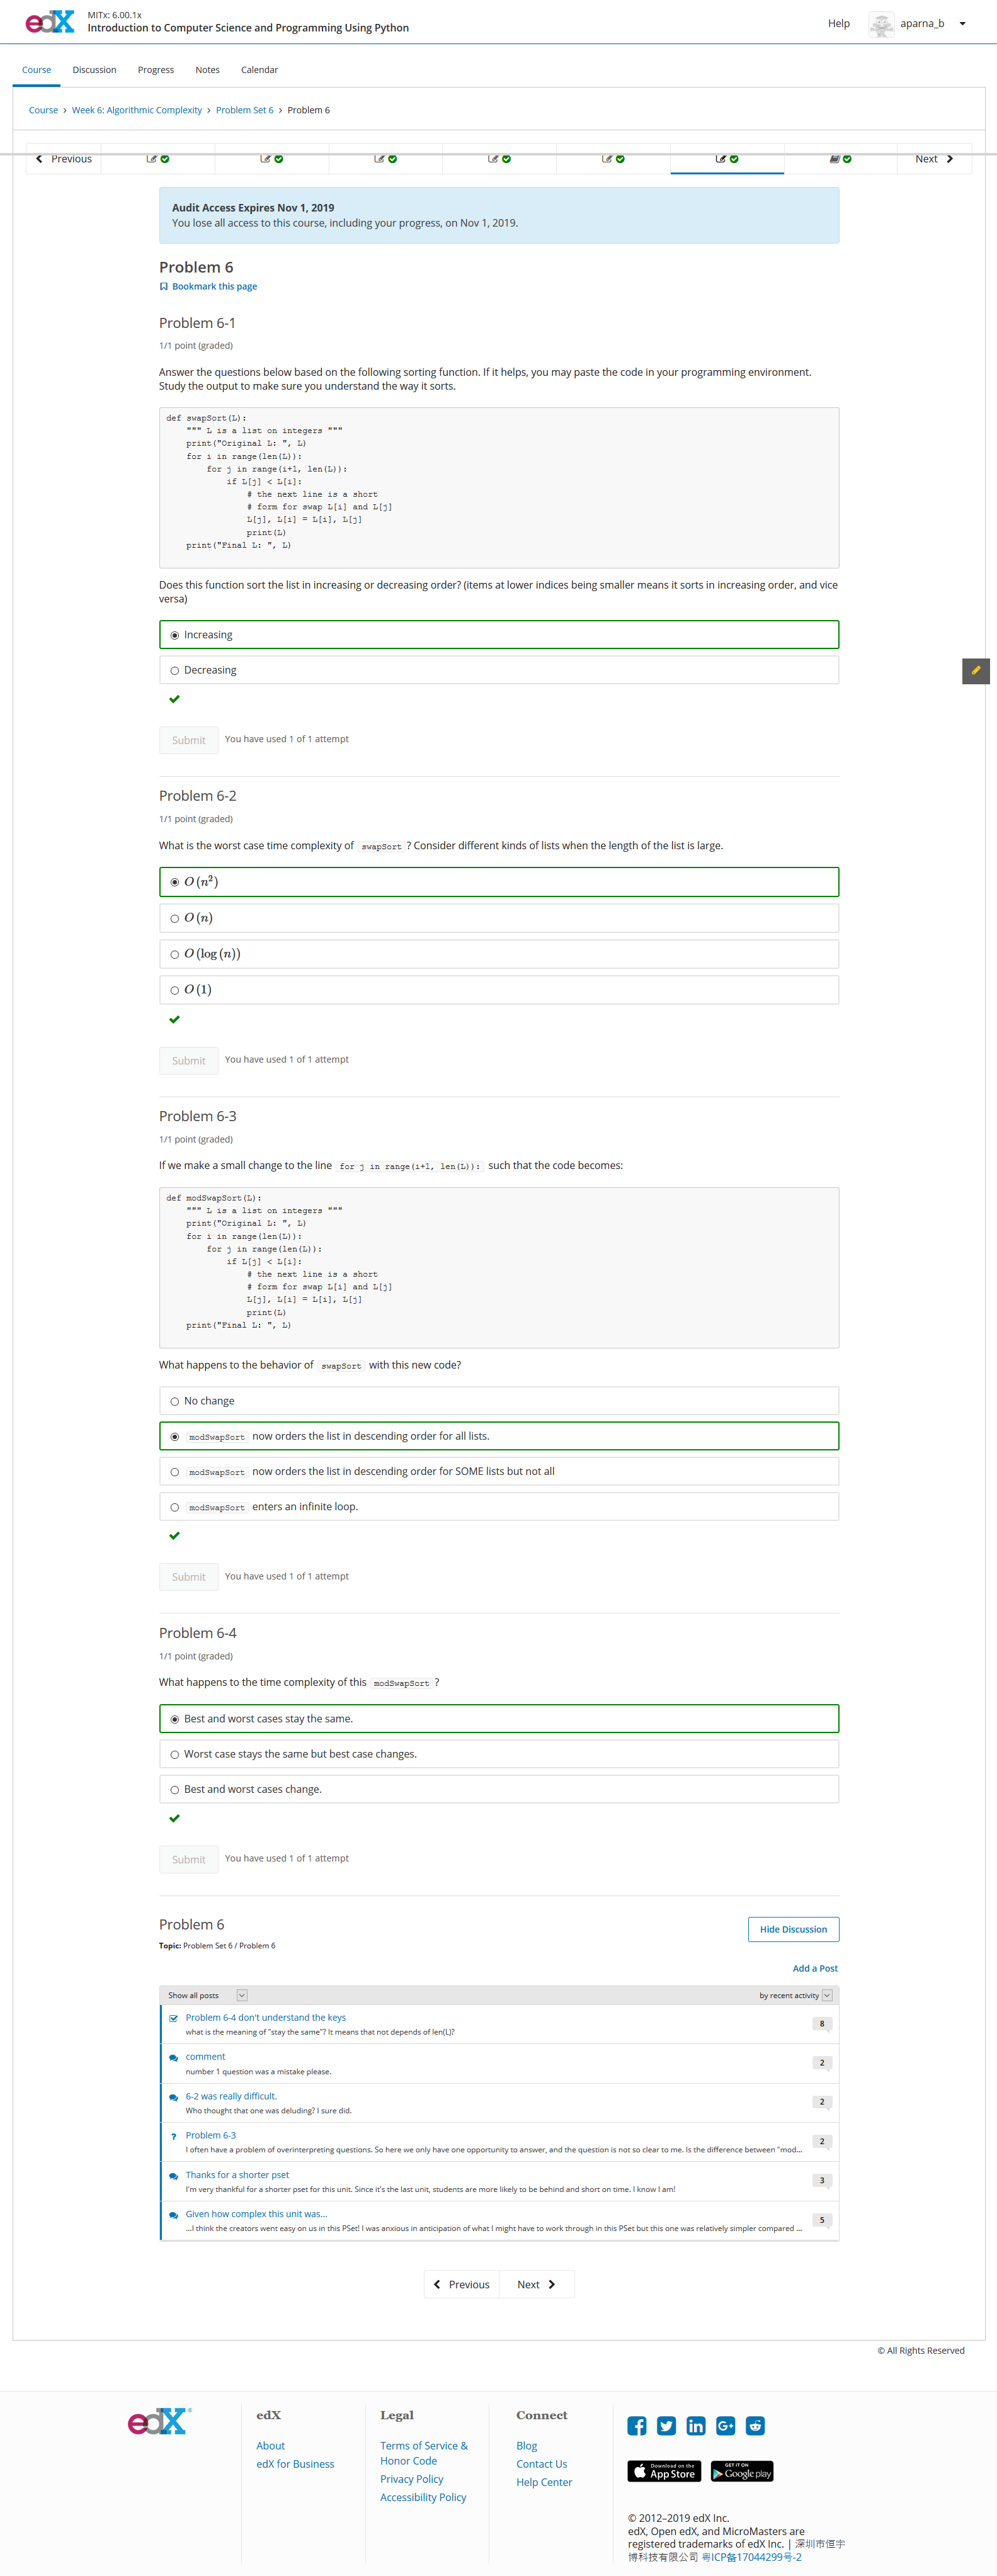 edX
MITx: 6.00.1x
Introduction to Computer Science and Programming Using Python
Help
aparna_b
Course
Discussion
Progress
Notes
Calendar
Course > Week 6: Algorithmic Complexity > Problem Set 6 > Problem 6
Previous
Next
Audit Access Expires Nov 1, 2019
You lose all access to this course, including your progress, on Nov 1, 2019.
Problem 6
Bookmark this page
Problem 6-1
1/1 point (graded)
Answer the questions below based on the following sorting function. If it helps, you may paste the code in your programming environment.
Study the output to make sure you understand the way it sorts.
def swapSort(L):
    """ L is a list on integers """
    print("Original L: ", L)
    for i in range(len(L)):
        for j in range(i+1, len(L)):
            if L[j] < L[i]:
                # the next line is a short
                # form for swap L[i] and L[j]
                L[j], L[i] = L[i], L[j]
                print(L)
    print("Final L: ", L)
Does this function sort the list in increasing or decreasing order? (items at lower indices being smaller means it sorts in increasing order, and vice
versa)
Increasing
Decreasing
Submit
You have used 1 of 1 attempt
Problem 6-2
1/1 point (graded)
What is the worst case time complexity of swapSort ? Consider different kinds of lists when the length of the list is large.
O(n²)
O(n)
O(log(n))
O(1)
Submit
You have used 1 of 1 attempt
Problem 6-3
1/1 point (graded)
If we make a small change to the line for j in range(i+1, len(L)): such that the code becomes:
def modSwapSort(L):
    """ L is a list on integers """
    print("Original L: ", L)
    for i in range(len(L)):
        for j in range(len(L)):
            if L[j] < L[i]:
                # the next line is a short
                # form for swap L[i] and L[j]
                L[j], L[i] = L[i], L[j]
                print(L)
    print("Final L: ", L)
What happens to the behavior of swapSort with this new code?
No change
modSwapSort now orders the list in descending order for all lists.
modSwapSort now orders the list in descending order for SOME lists but not all
modSwapSort enters an infinite loop.
Submit
You have used 1 of 1 attempt
Problem 6-4
1/1 point (graded)
What happens to the time complexity of this modSwapSort ?
Best and worst cases stay the same.
Worst case stays the same but best case changes.
Best and worst cases change.
Submit
You have used 1 of 1 attempt
Problem 6
Hide Discussion
Topic: Problem Set 6 / Problem 6
Add a Post
Show all posts
by recent activity
Problem 6-4 don't understand the keys
8
what is the meaning of "stay the same"? It means that not depends of len(L)?
comment
2
number 1 question was a mistake please.
6-2 was really difficult.
2
Who thought that one was deluding? I sure did.
Problem 6-3
2
I often have a problem of overinterpreting questions. So here we only have one opportunity to answer, and the question is not so clear to me. Is the difference between "mod...
Thanks for a shorter pset
3
I'm very thankful for a shorter pset for this unit. Since it's the last unit, students are more likely to be behind and short on time. I know I am!
Given how complex this unit was...
5
...I think the creators went easy on us in this PSet! I was anxious in anticipation of what I might have to work through in this PSet but this one was relatively simpler compared ...
Previous
Next
© All Rights Reserved
edX
edX
About
edX for Business
Legal
Terms of Service &
Honor Code
Privacy Policy
Accessibility Policy
Connect
Blog
Contact Us
Help Center
Download on the
App Store
GET IT ON
Google play
© 2012–2019 edX Inc.
edX, Open edX, and MicroMasters are
registered trademarks of edX Inc. | 深圳市恒宇
博科技有限公司 粤ICP备17044299号-2